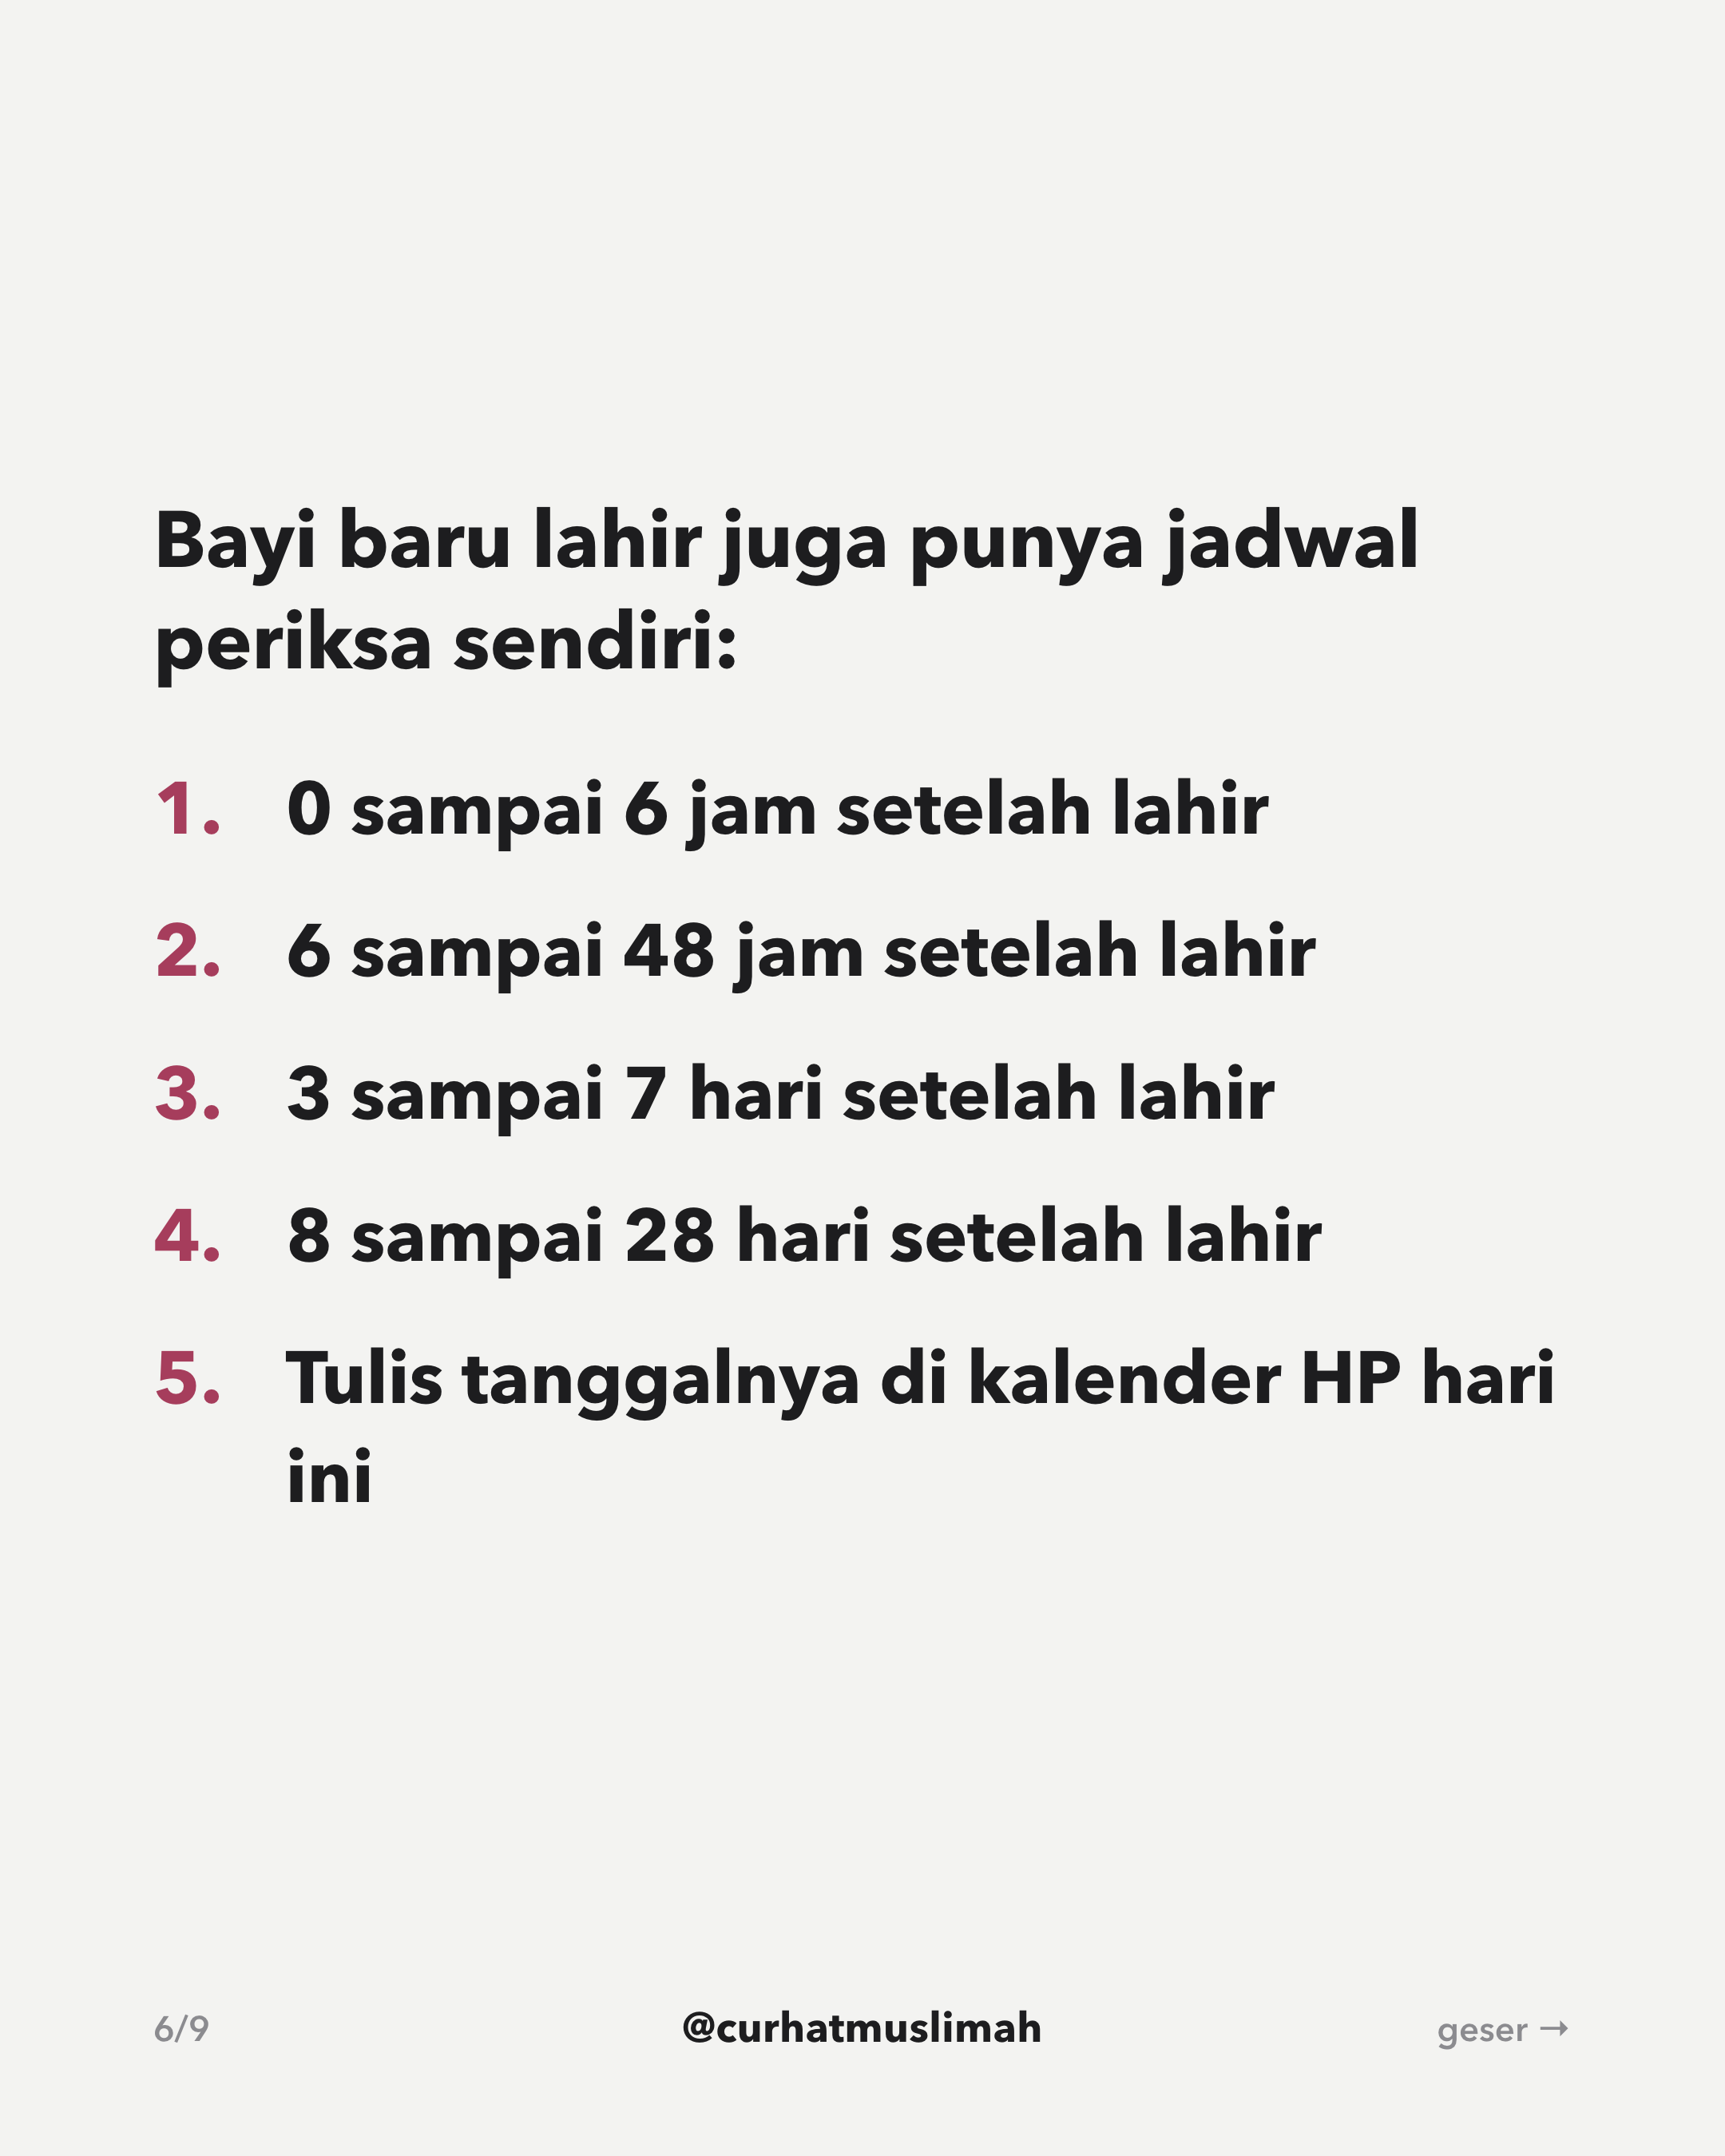 Bayi baru lahir juga punya jadwal
periksa sendiri:
1. 0 sampai 6 jam setelah lahir
2. 6 sampai 48 jam setelah lahir
3. 3 sampai 7 hari setelah lahir
4. 8 sampai 28 hari setelah lahir
5. Tulis tanggalnya di kalender HP hari
ini
6/9
@curhatmuslimah
geser →